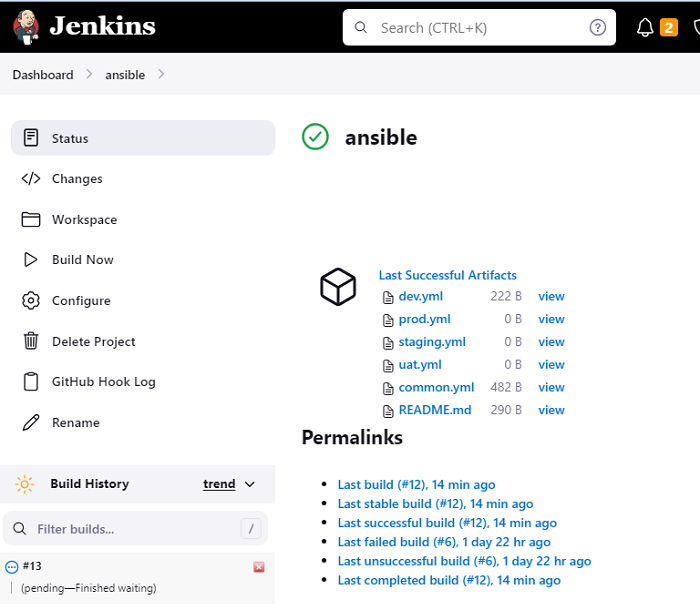 Jenkins
Search (CTRL+K)
?
2
Dashboard
ansible
Status
Changes
Workspace
Build Now
Configure
Delete Project
GitHub Hook Log
Rename
Build History
trend
Filter builds...
/
#13
(pending—Finished waiting)
ansible
Last Successful Artifacts
dev.yml 222 B view
prod.yml 0 B view
staging.yml 0 B view
uat.yml 0 B view
common.yml 482 B view
README.md 290 B view
Permalinks
Last build (#12), 14 min ago
Last stable build (#12), 14 min ago
Last successful build (#12), 14 min ago
Last failed build (#6), 1 day 22 hr ago
Last unsuccessful build (#6), 1 day 22 hr ago
Last completed build (#12), 14 min ago